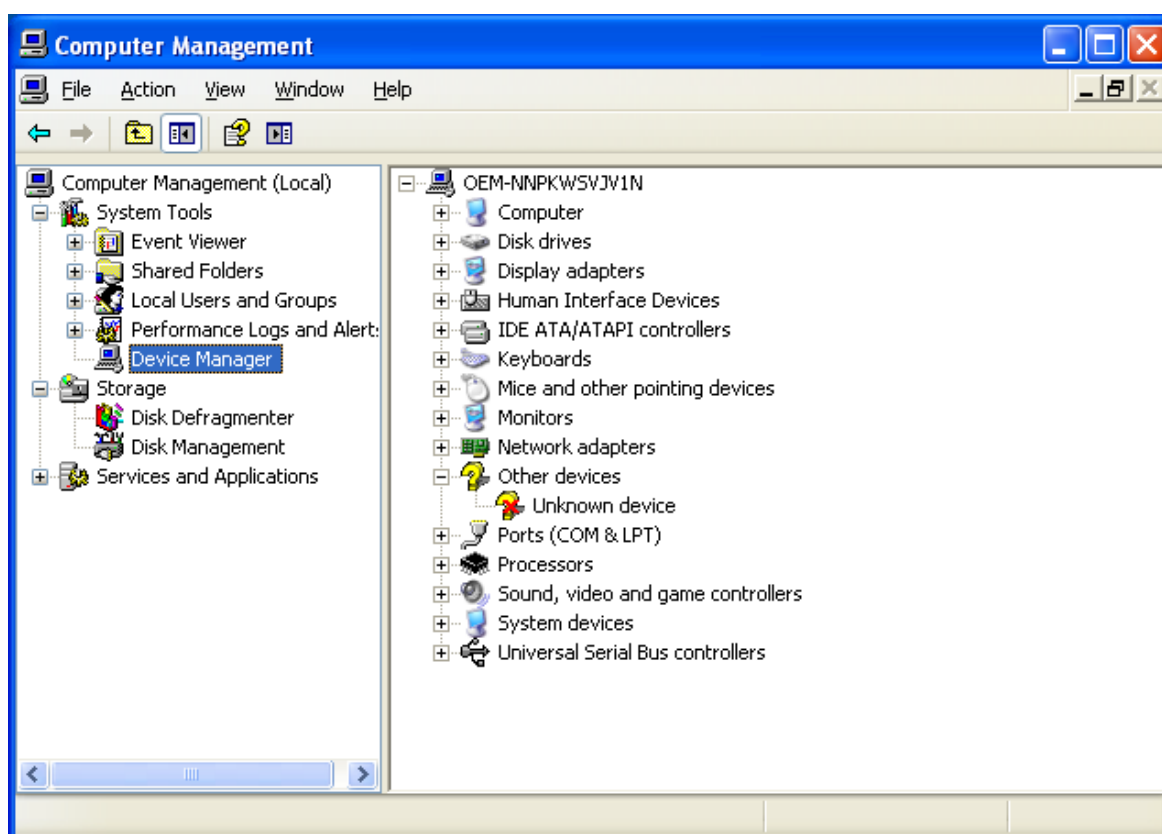 Computer Management
File Action View Window Help
Computer Management (Local)
System Tools
Event Viewer
Shared Folders
Local Users and Groups
Performance Logs and Alert:
Device Manager
Storage
Disk Defragmenter
Disk Management
Services and Applications
OEM-NNPKWSVJV1N
Computer
Disk drives
Display adapters
Human Interface Devices
IDE ATA/ATAPI controllers
Keyboards
Mice and other pointing devices
Monitors
Network adapters
Other devices
Unknown device
Ports (COM & LPT)
Processors
Sound, video and game controllers
System devices
Universal Serial Bus controllers